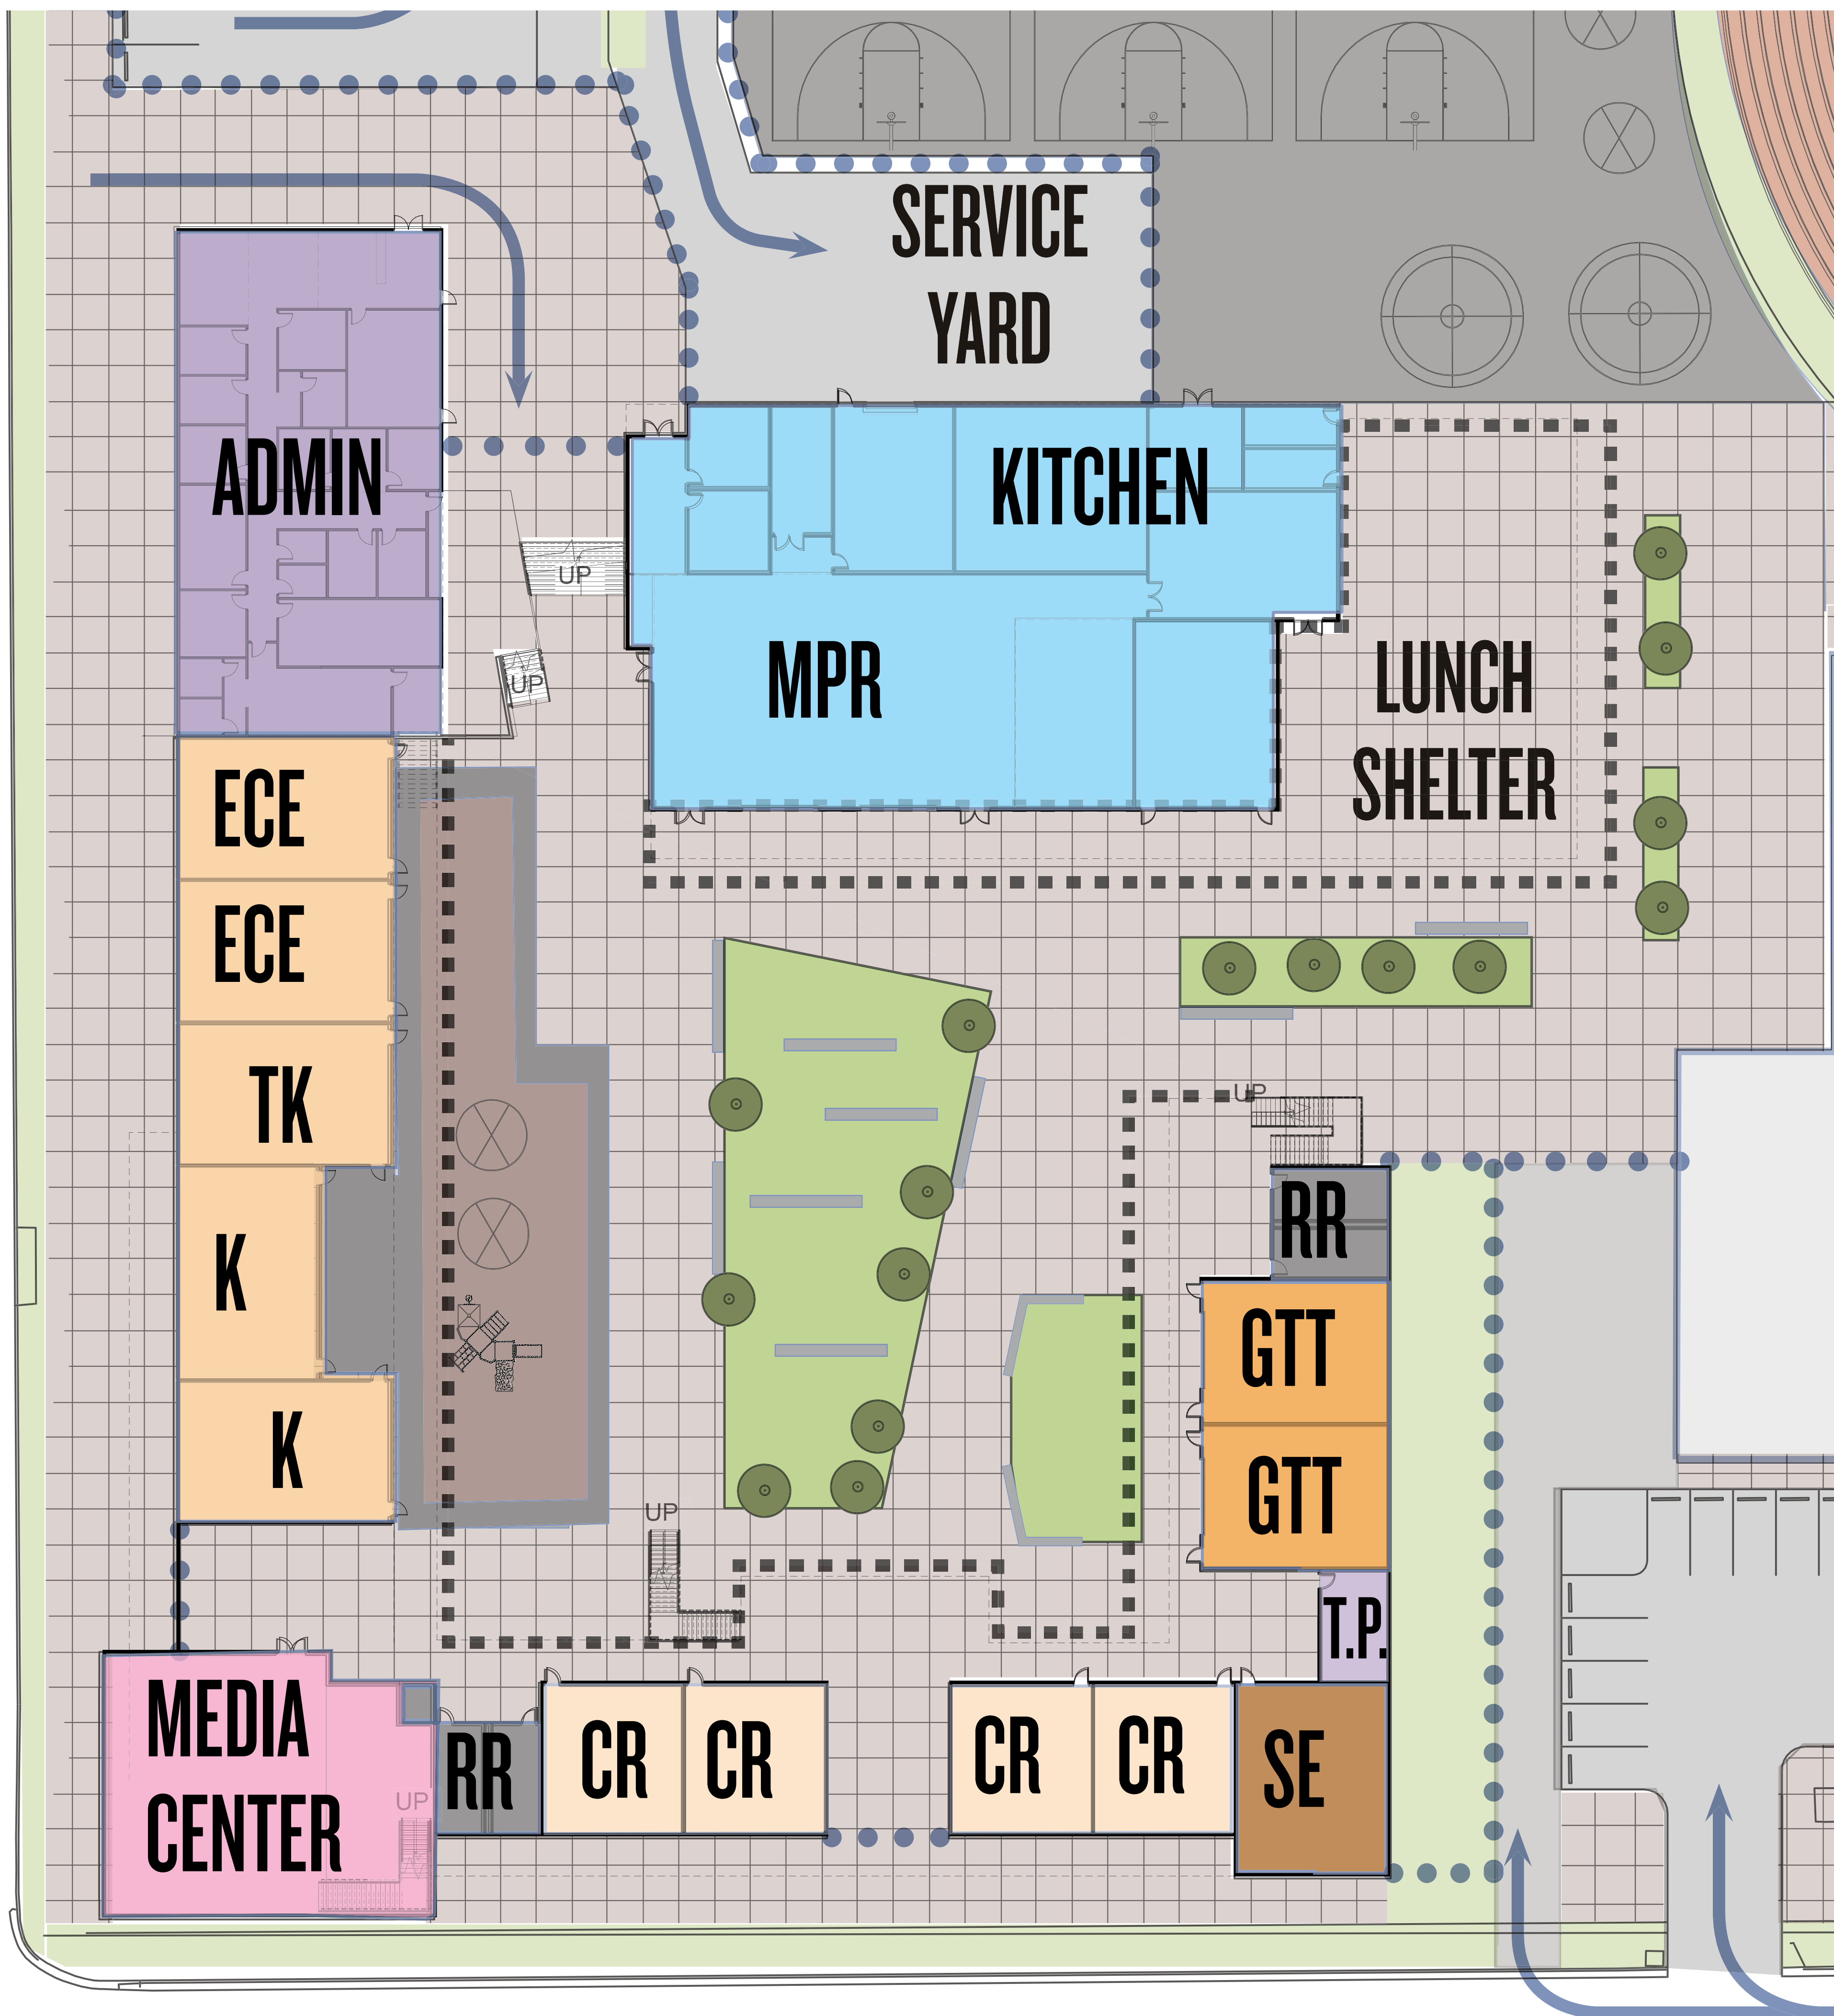 SERVICE
YARD
ADMIN
KITCHEN
UP
MPR
UP
LUNCH
SHELTER
ECE
ECE
TK
UP
K
RR
GTT
K
GTT
UP
T.P.
MEDIA
CENTER
RR
CR
CR
CR
CR
SE
UP